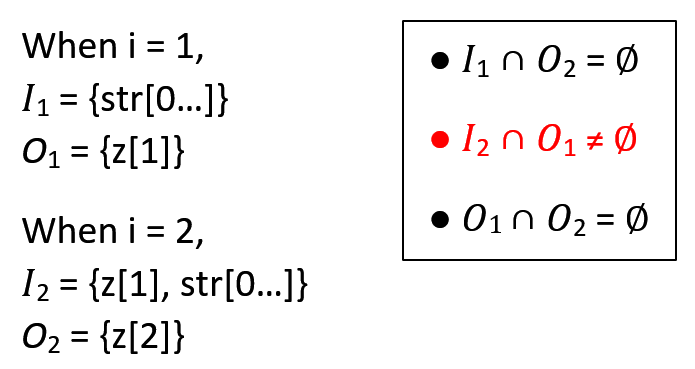 When i = 1,
I₁ = {str[0…]}
O₁ = {z[1]}
When i = 2,
I₂ = {z[1], str[0…]}
O₂ = {z[2]}
● I₁ ∩ O₂ = ∅
● I₂ ∩ O₁ ≠ ∅
● O₁ ∩ O₂ = ∅